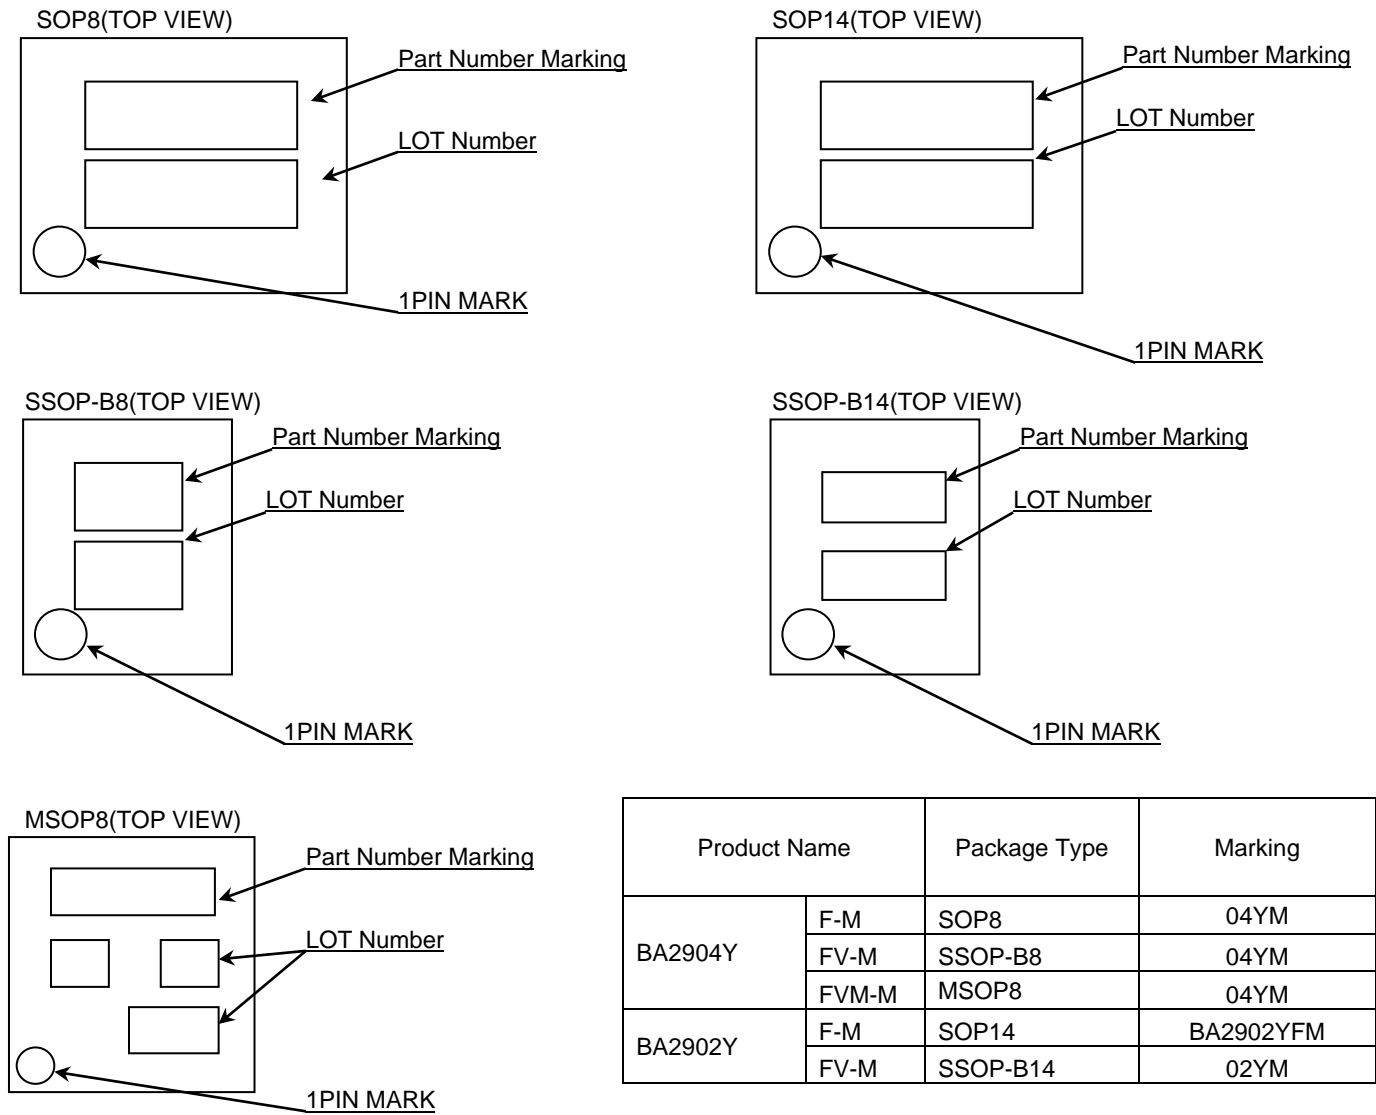 SOP8(TOP VIEW)
Part Number Marking
LOT Number
1PIN MARK
SOP14(TOP VIEW)
Part Number Marking
LOT Number
1PIN MARK
SSOP-B8(TOP VIEW)
Part Number Marking
LOT Number
1PIN MARK
SSOP-B14(TOP VIEW)
Part Number Marking
LOT Number
1PIN MARK
MSOP8(TOP VIEW)
Part Number Marking
LOT Number
1PIN MARK
Product Name Package Type Marking
BA2904Y F-M SOP8 04YM
FV-M SSOP-B8 04YM
FVM-M MSOP8 04YM
BA2902Y F-M SOP14 BA2902YFM
FV-M SSOP-B14 02YM